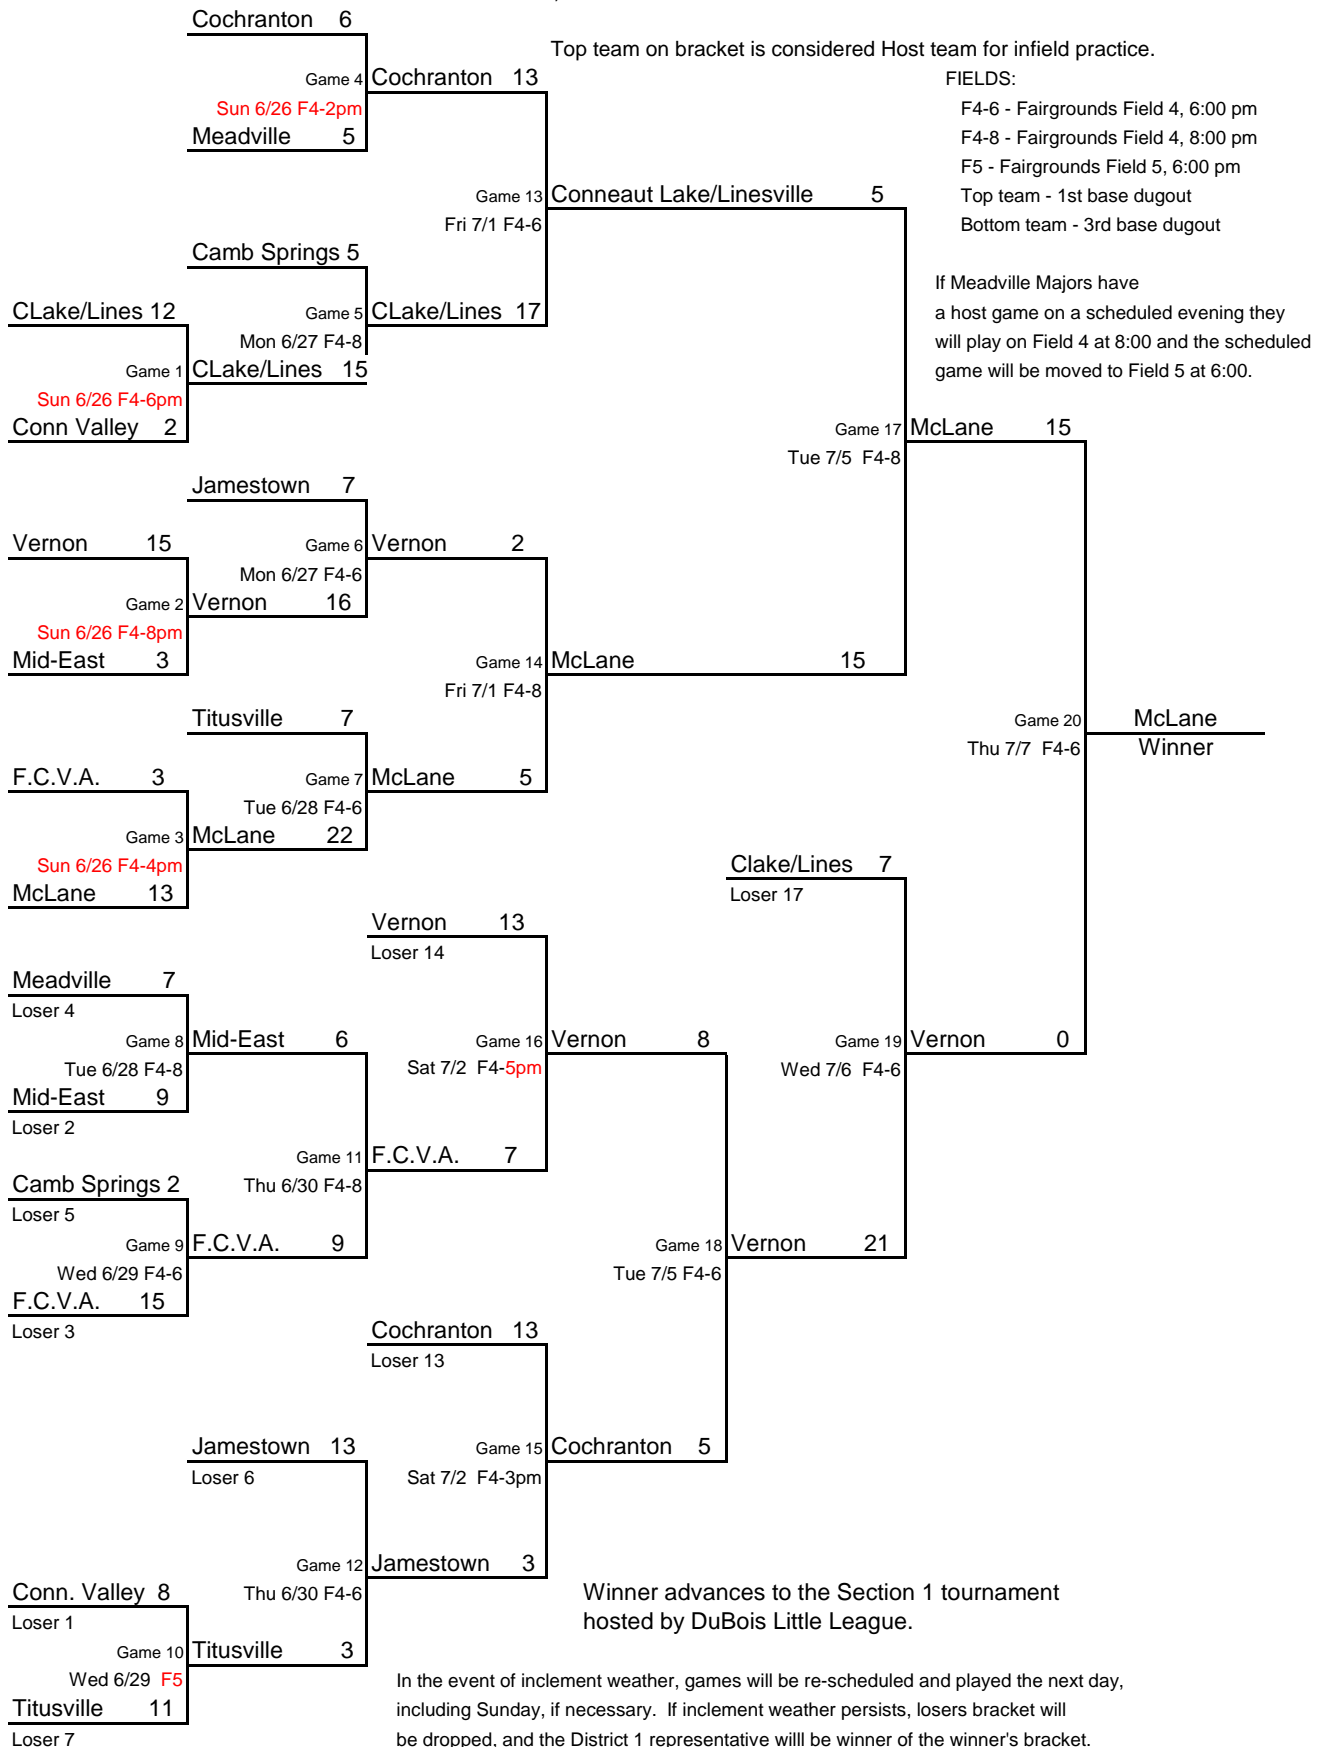 Cochranton 6
Top team on bracket is considered Host team for infield practice.
Game 4 Cochranton 13
FIELDS:
Sun 6/26 F4-2pm
F4-6 - Fairgrounds Field 4, 6:00 pm
Meadville 5
F4-8 - Fairgrounds Field 4, 8:00 pm
F5 - Fairgrounds Field 5, 6:00 pm
Game 13 Conneaut Lake/Linesville 5
Top team - 1st base dugout
Fri 7/1 F4-6
Bottom team - 3rd base dugout
Camb Springs 5
If Meadville Majors have
CLake/Lines 12
Game 5 CLake/Lines 17
a host game on a scheduled evening they
Mon 6/27 F4-8
will play on Field 4 at 8:00 and the scheduled
Game 1 CLake/Lines 15
game will be moved to Field 5 at 6:00.
Sun 6/26 F4-6pm
Conn Valley 2
Game 17 McLane 15
Tue 7/5 F4-8
Jamestown 7
Vernon 15
Game 6 Vernon 2
Mon 6/27 F4-6
Game 2 Vernon 16
Sun 6/26 F4-8pm
Mid-East 3
Game 14 McLane 15
Fri 7/1 F4-8
Titusville 7
Game 20 McLane
Thu 7/7 F4-6 Winner
F.C.V.A. 3
Game 7 McLane 5
Tue 6/28 F4-6
Game 3 McLane 22
Sun 6/26 F4-4pm
Clake/Lines 7
McLane 13
Loser 17
Vernon 13
Loser 14
Meadville 7
Loser 4
Game 8 Mid-East 6
Game 16 Vernon 8
Game 19 Vernon 0
Tue 6/28 F4-8
Sat 7/2 F4-5pm
Wed 7/6 F4-6
Mid-East 9
Loser 2
Game 11 F.C.V.A. 7
Camb Springs 2
Thu 6/30 F4-8
Loser 5
Game 9 F.C.V.A. 9
Game 18 Vernon 21
Wed 6/29 F4-6
Tue 7/5 F4-6
F.C.V.A. 15
Loser 3
Cochranton 13
Loser 13
Jamestown 13
Game 15 Cochranton 5
Loser 6
Sat 7/2 F4-3pm
Game 12 Jamestown 3
Conn. Valley 8
Thu 6/30 F4-6
Winner advances to the Section 1 tournament
Loser 1
hosted by DuBois Little League.
Game 10 Titusville 3
Wed 6/29 F5
In the event of inclement weather, games will be re-scheduled and played the next day,
Titusville 11
including Sunday, if necessary. If inclement weather persists, losers bracket will
Loser 7
be dropped, and the District 1 representative willl be winner of the winner's bracket.